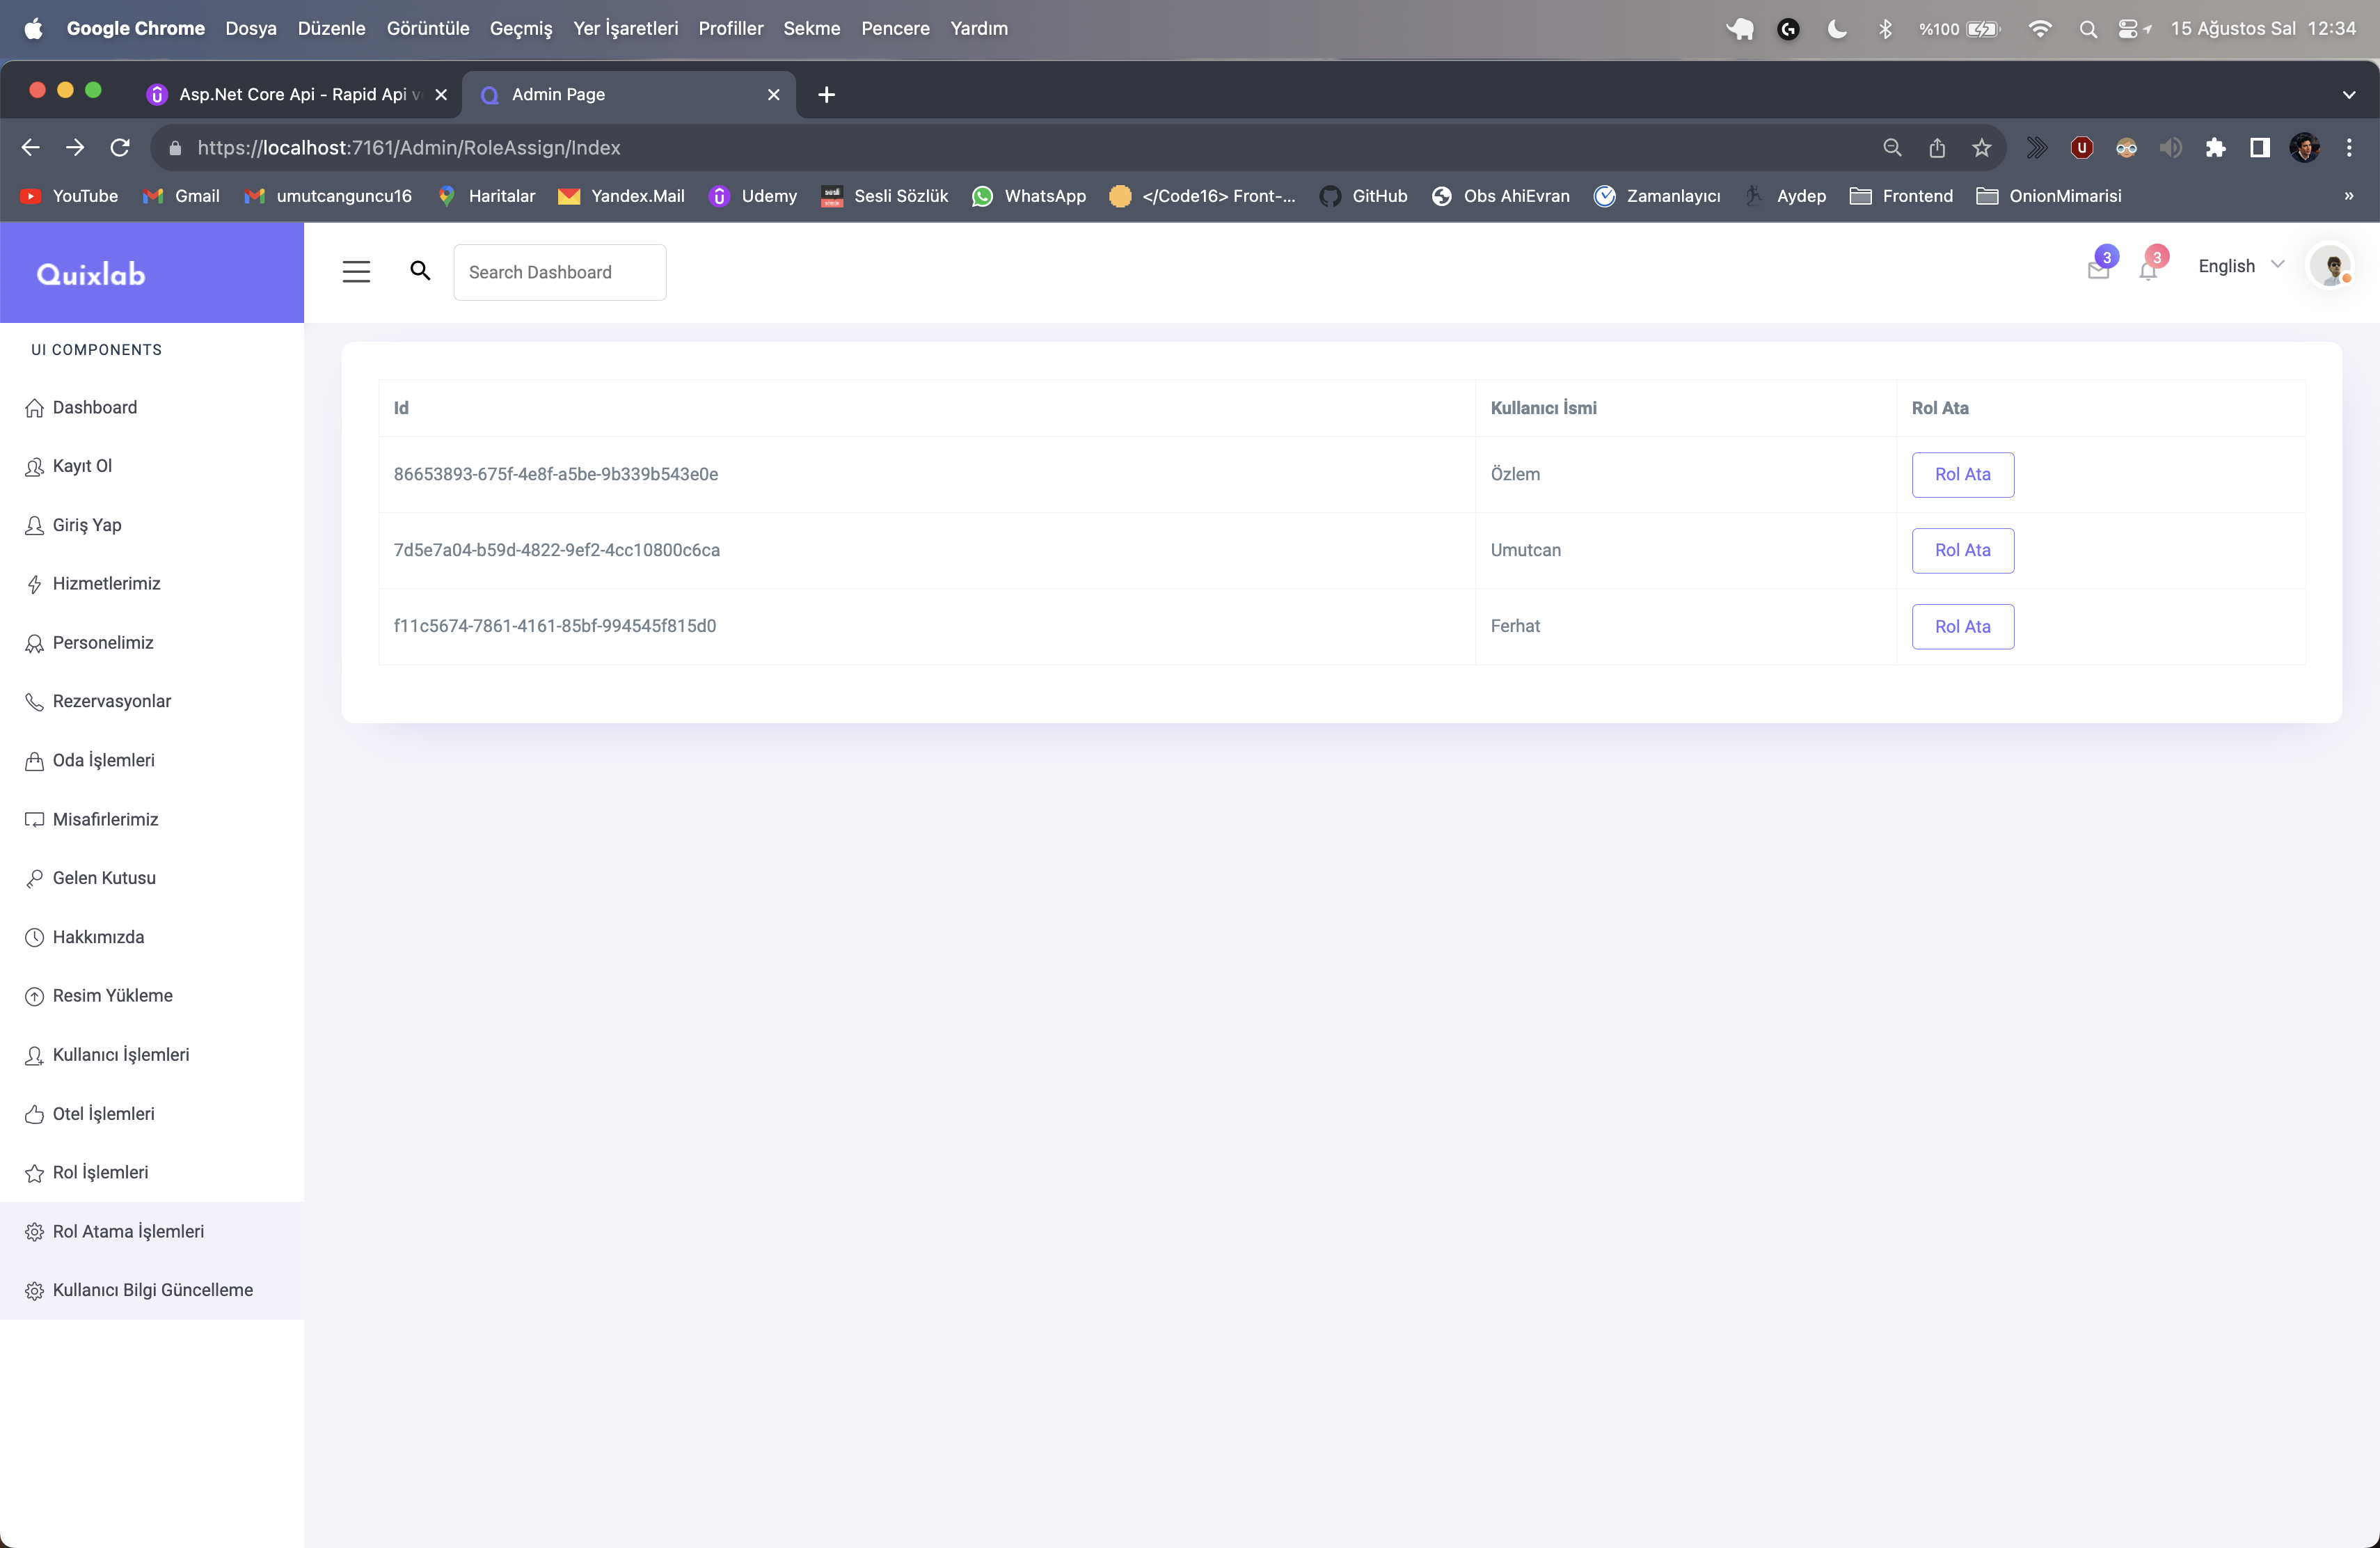 Google Chrome Dosya Düzenle Görüntüle Geçmiş Yer İşaretleri Profiller Sekme Pencere Yardım %100 15 Ağustos Sal 12:34
Asp.Net Core Api - Rapid Api v Admin Page
https://localhost:7161/Admin/RoleAssign/Index
YouTube Gmail umutcanguncu16 Haritalar Yandex.Mail Udemy Sesli Sözlük WhatsApp </Code16> Front-... GitHub Obs AhiEvran Zamanlayıcı Aydep Frontend OnionMimarisi »
Quixlab Search Dashboard 3 3 English
UI COMPONENTS
Dashboard
Kayıt Ol
Giriş Yap
Hizmetlerimiz
Personelimiz
Rezervasyonlar
Oda İşlemleri
Misafirlerimiz
Gelen Kutusu
Hakkımızda
Resim Yükleme
Kullanıcı İşlemleri
Otel İşlemleri
Rol İşlemleri
Rol Atama İşlemleri
Kullanıcı Bilgi Güncelleme
Id Kullanıcı İsmi Rol Ata
86653893-675f-4e8f-a5be-9b339b543e0e Özlem Rol Ata
7d5e7a04-b59d-4822-9ef2-4cc10800c6ca Umutcan Rol Ata
f11c5674-7861-4161-85bf-994545f815d0 Ferhat Rol Ata